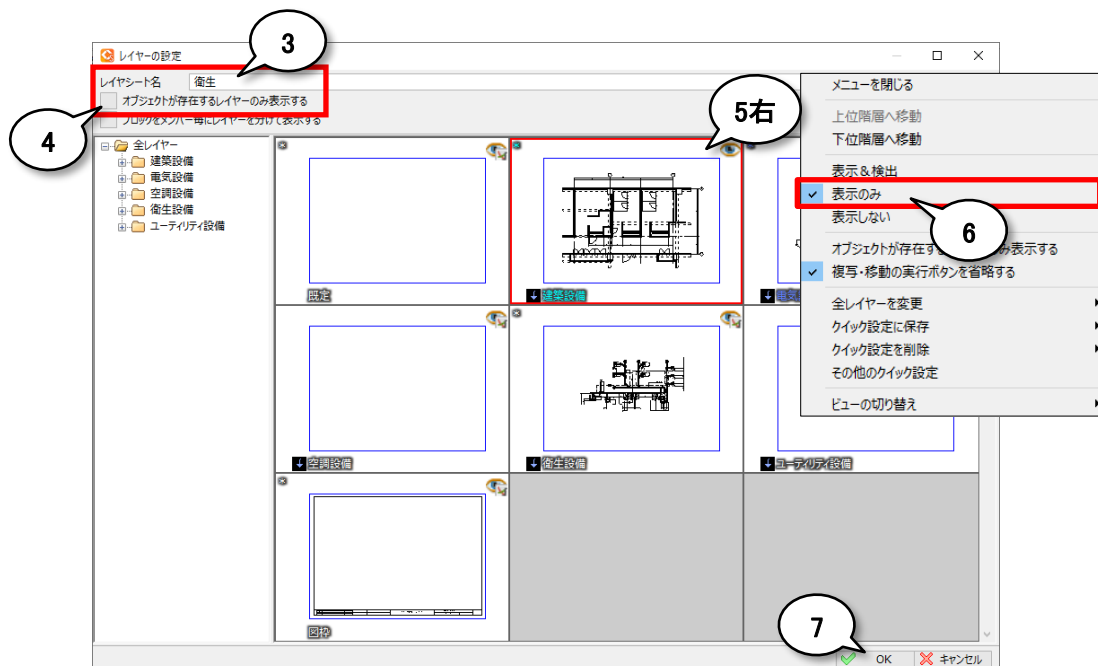 3
レイヤーの設定
レイヤシート名
衛生
オブジェクトが存在するレイヤーのみ表示する
4
ブロックをメンバー毎にレイヤーを分けて表示する
5右
全レイヤー
建築設備
電気設備
空調設備
衛生設備
ユーティリティ設備
既定
建築設備
空調設備
衛生設備
ユーティリティ設備
図枠
メニューを閉じる
上位階層へ移動
下位階層へ移動
表示&検出
表示のみ
表示しない
6
オブジェクトが存在す
み表示する
複写・移動の実行ボタンを省略する
全レイヤーを変更
クイック設定に保存
クイック設定を削除
その他のクイック設定
ビューの切り替え
7
OK
キャンセル